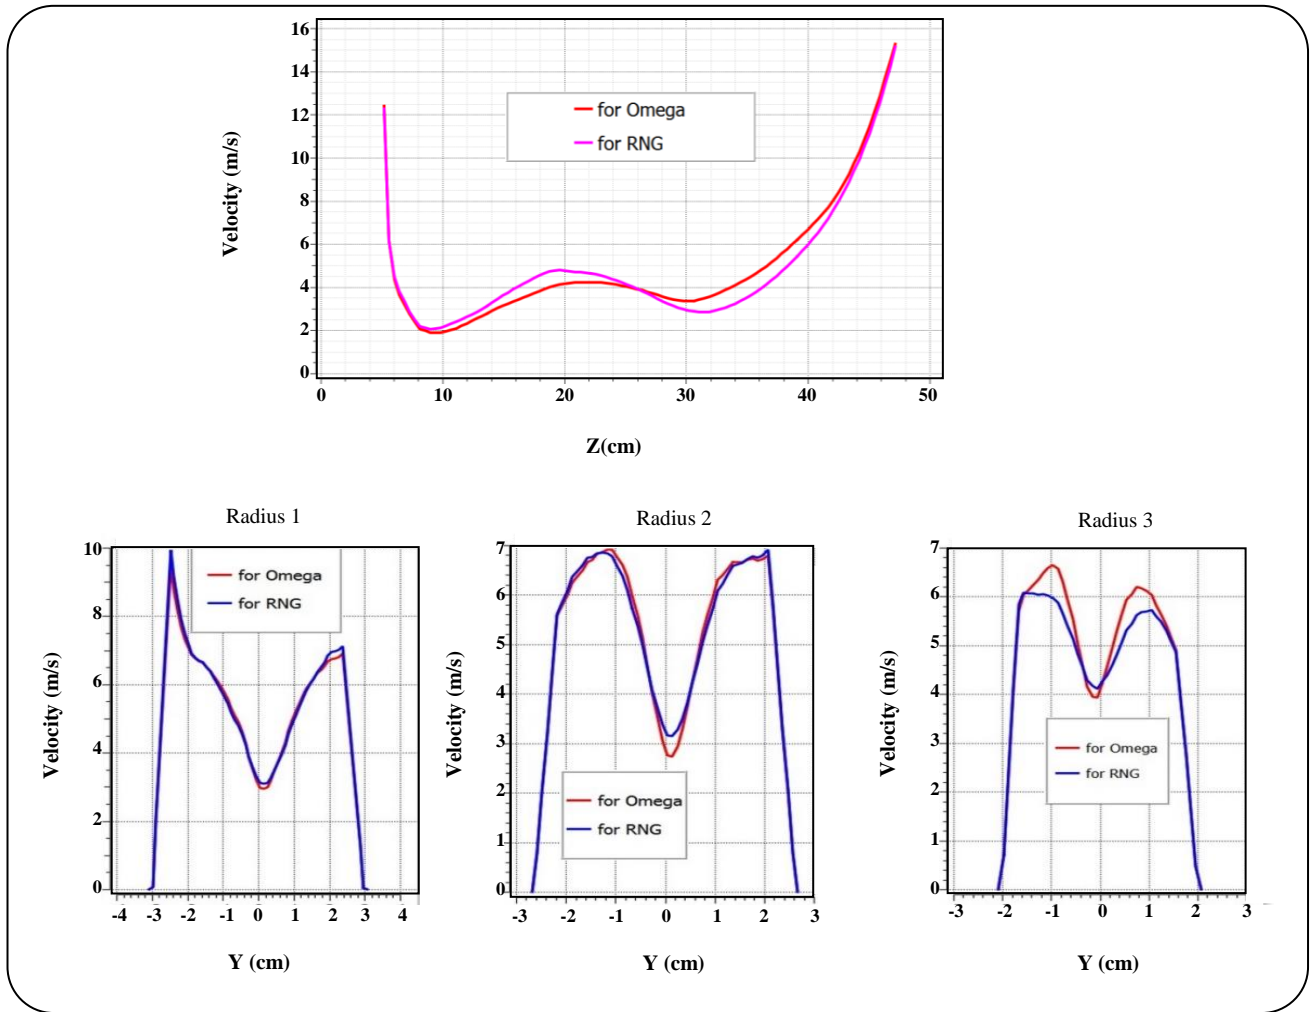 16
14
12
10
8
6
4
2
0
Velocity (m/s)
for Omega
for RNG
0 10 20 30 40 50
Z(cm)
Radius 1
10
8
6
4
2
0
Velocity (m/s)
for Omega
for RNG
-4 -3 -2 -1 0 1 2 3 4
Y (cm)
Radius 2
7
6
5
4
3
2
1
0
Velocity (m/s)
for Omega
for RNG
-3 -2 -1 0 1 2 3
Y (cm)
Radius 3
7
6
5
4
3
2
1
0
Velocity (m/s)
for Omega
for RNG
-3 -2 -1 0 1 2 3
Y (cm)